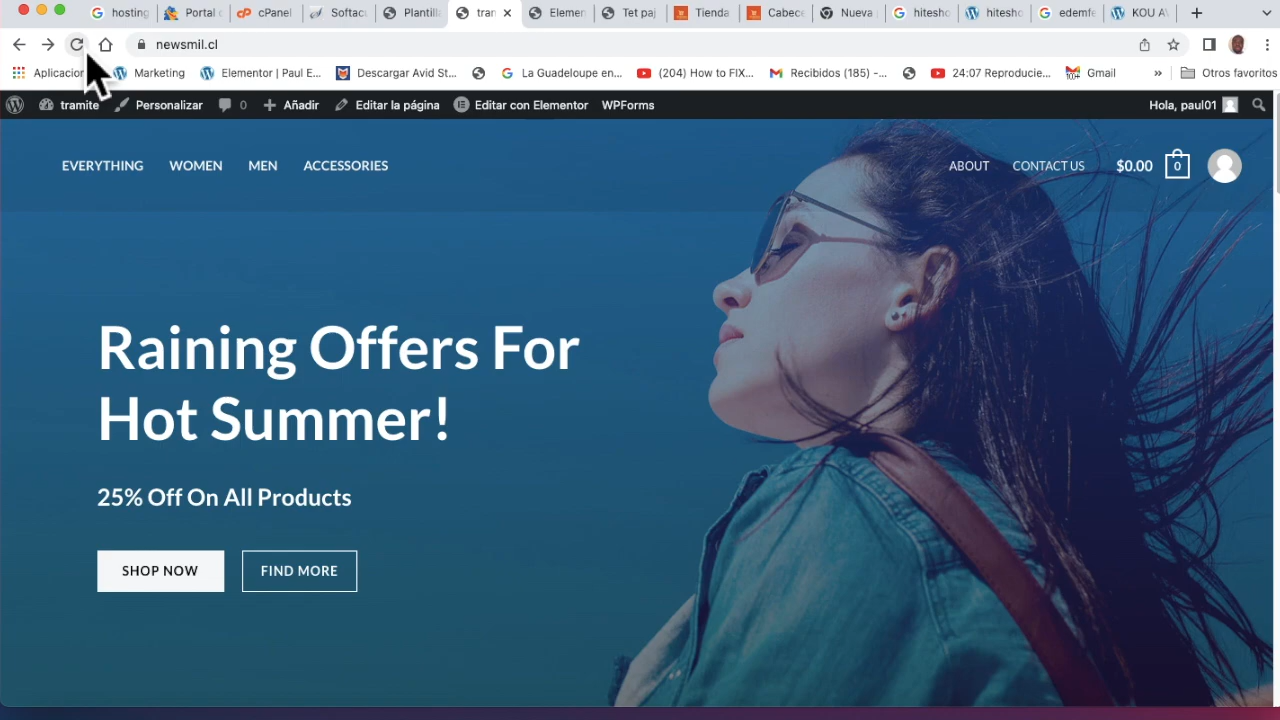 hosting Portal c cPanel Softacu Plantill tran Elemen Tet paj Tienda Cabece Nueva hitesho hitesho edemfe KOU AV
newsmil.cl
Aplicacion Marketing Elementor | Paul E... Descargar Avid St... La Guadeloupe en... (204) How to FIX... Recibidos (185) -... 24:07 Reproducie... Gmail » Otros favoritos
tramite Personalizar 0 Añadir Editar la página Editar con Elementor WPForms Hola, paul01
EVERYTHING WOMEN MEN ACCESSORIES ABOUT CONTACT US $0.00 0
Raining Offers For
Hot Summer!
25% Off On All Products
SHOP NOW FIND MORE